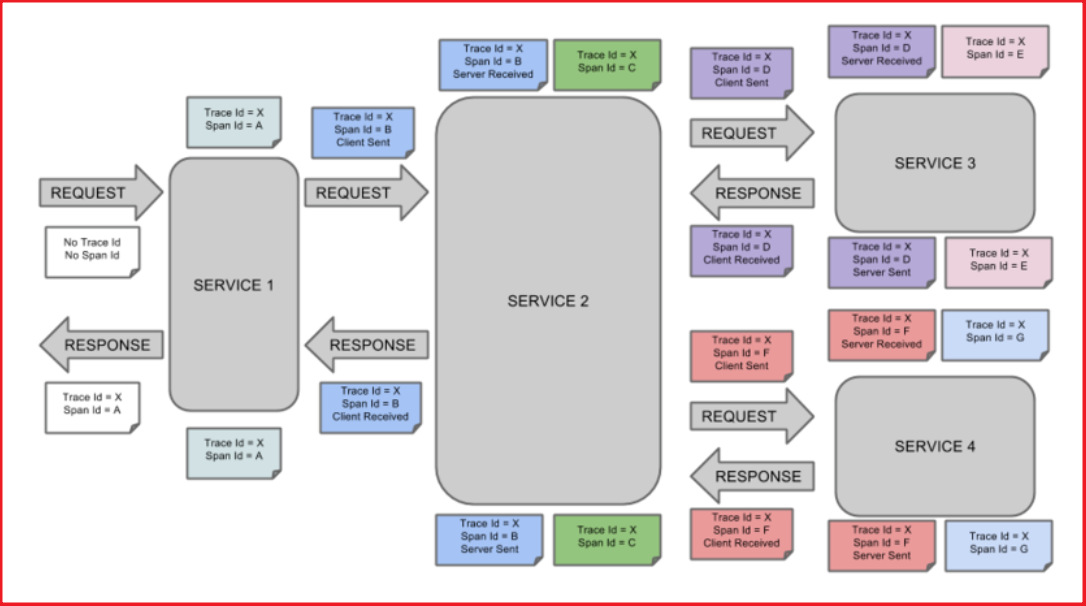 No Trace Id
No Span Id
REQUEST
RESPONSE
Trace Id = X
Span Id = A
Trace Id = X
Span Id = A
SERVICE 1
Trace Id = X
Span Id = A
Trace Id = X
Span Id = B
Client Sent
REQUEST
RESPONSE
Trace Id = X
Span Id = B
Client Received
Trace Id = X
Span Id = B
Server Received
Trace Id = X
Span Id = C
SERVICE 2
Trace Id = X
Span Id = B
Server Sent
Trace Id = X
Span Id = C
Trace Id = X
Span Id = D
Client Sent
REQUEST
RESPONSE
Trace Id = X
Span Id = D
Client Received
Trace Id = X
Span Id = D
Server Received
Trace Id = X
Span Id = E
SERVICE 3
Trace Id = X
Span Id = D
Server Sent
Trace Id = X
Span Id = E
Trace Id = X
Span Id = F
Client Sent
REQUEST
RESPONSE
Trace Id = X
Span Id = F
Client Received
Trace Id = X
Span Id = F
Server Received
Trace Id = X
Span Id = G
SERVICE 4
Trace Id = X
Span Id = F
Server Sent
Trace Id = X
Span Id = G